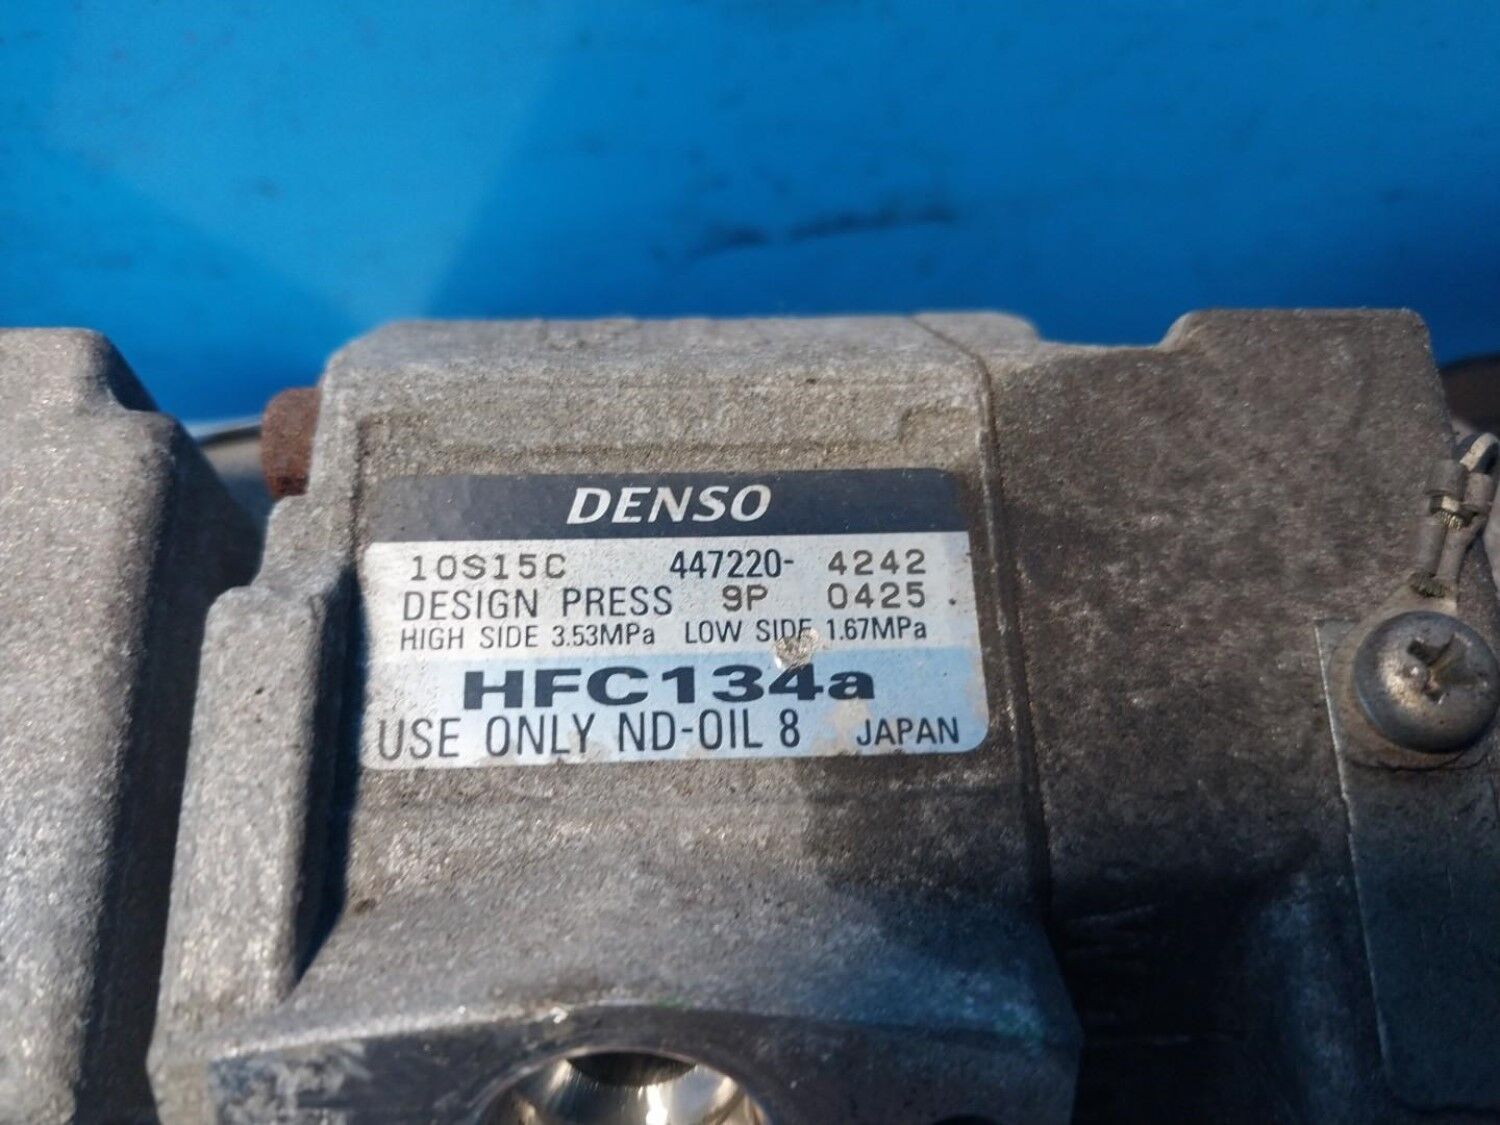 DENSO
10S15C 447220- 4242
DESIGN PRESS 9P 0425 .
HIGH SIDE 3.53MPa LOW SIDE 1.67MPa
HFC134a
USE ONLY ND-OIL 8 JAPAN